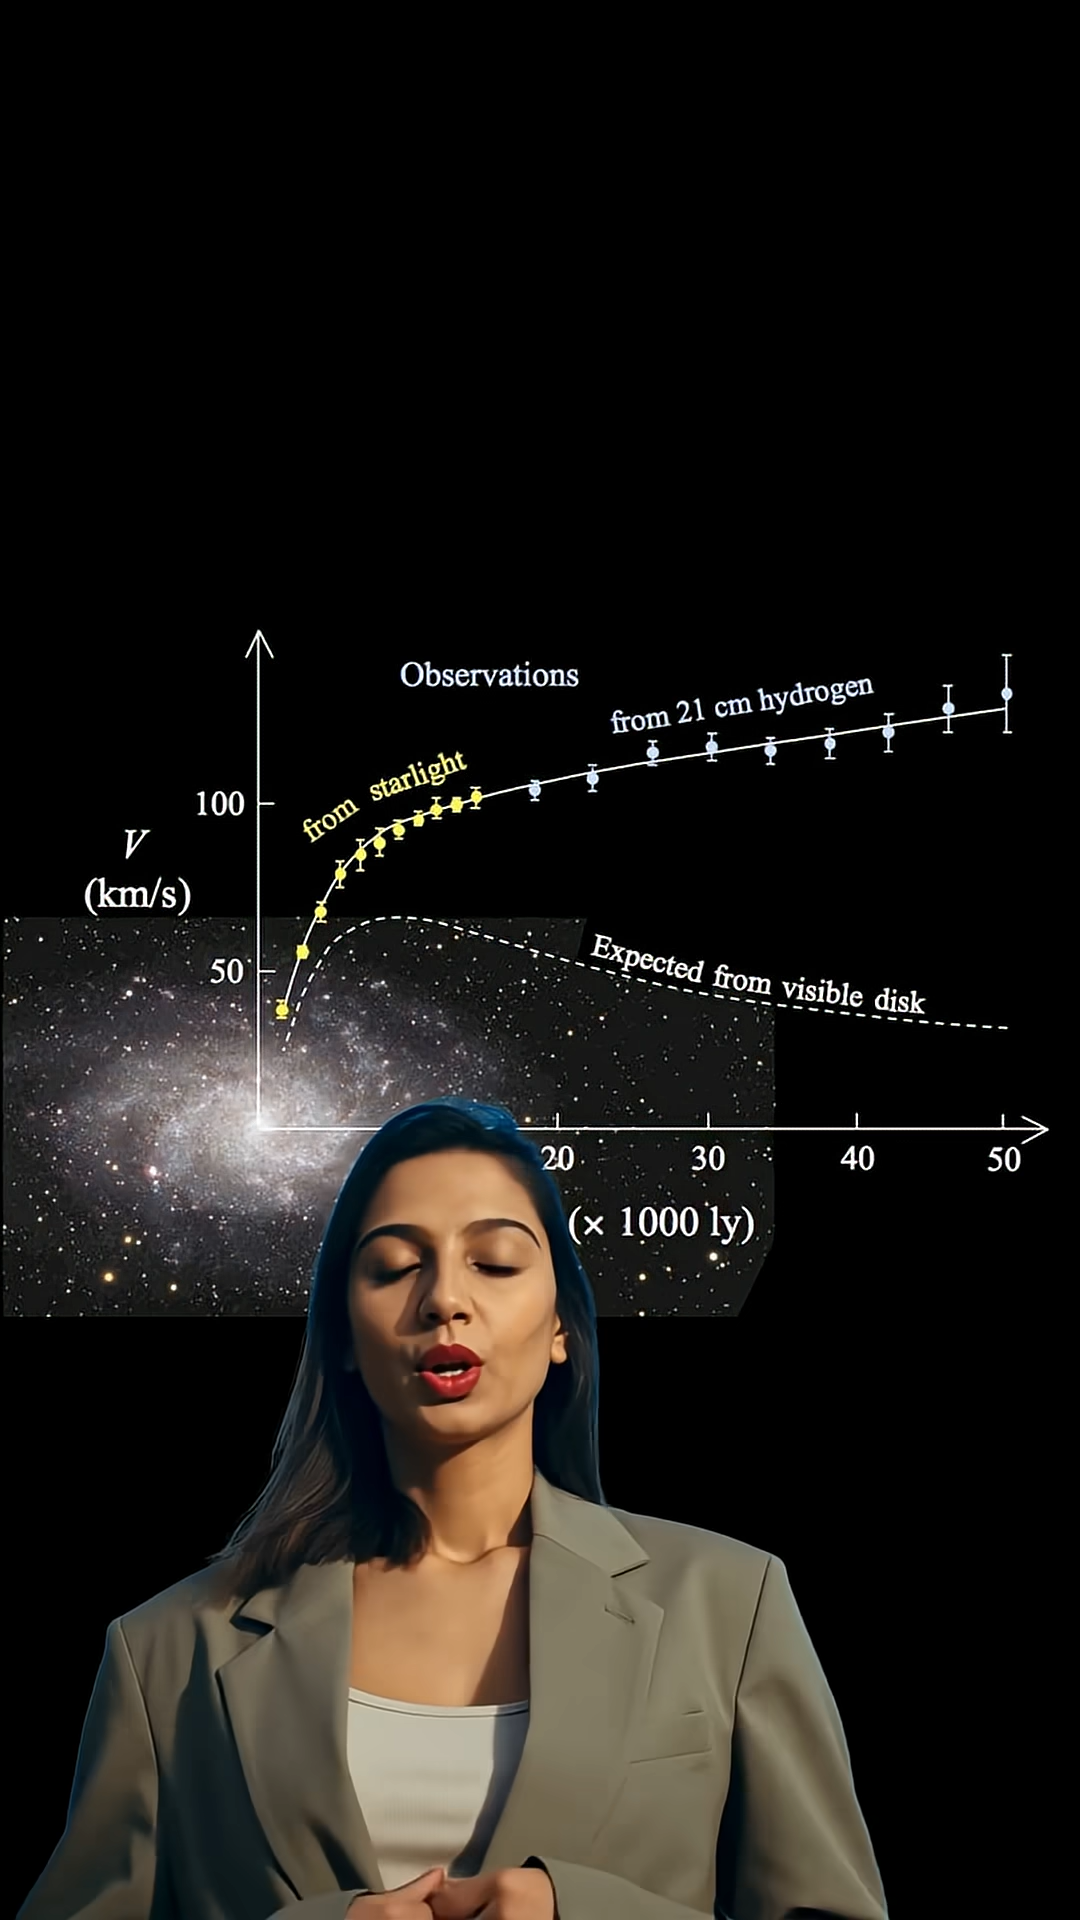 Observations
from 21 cm hydrogen
from starlight
100
V
(km/s)
50
Expected from visible disk
20 30 40 50
(× 1000 ly)